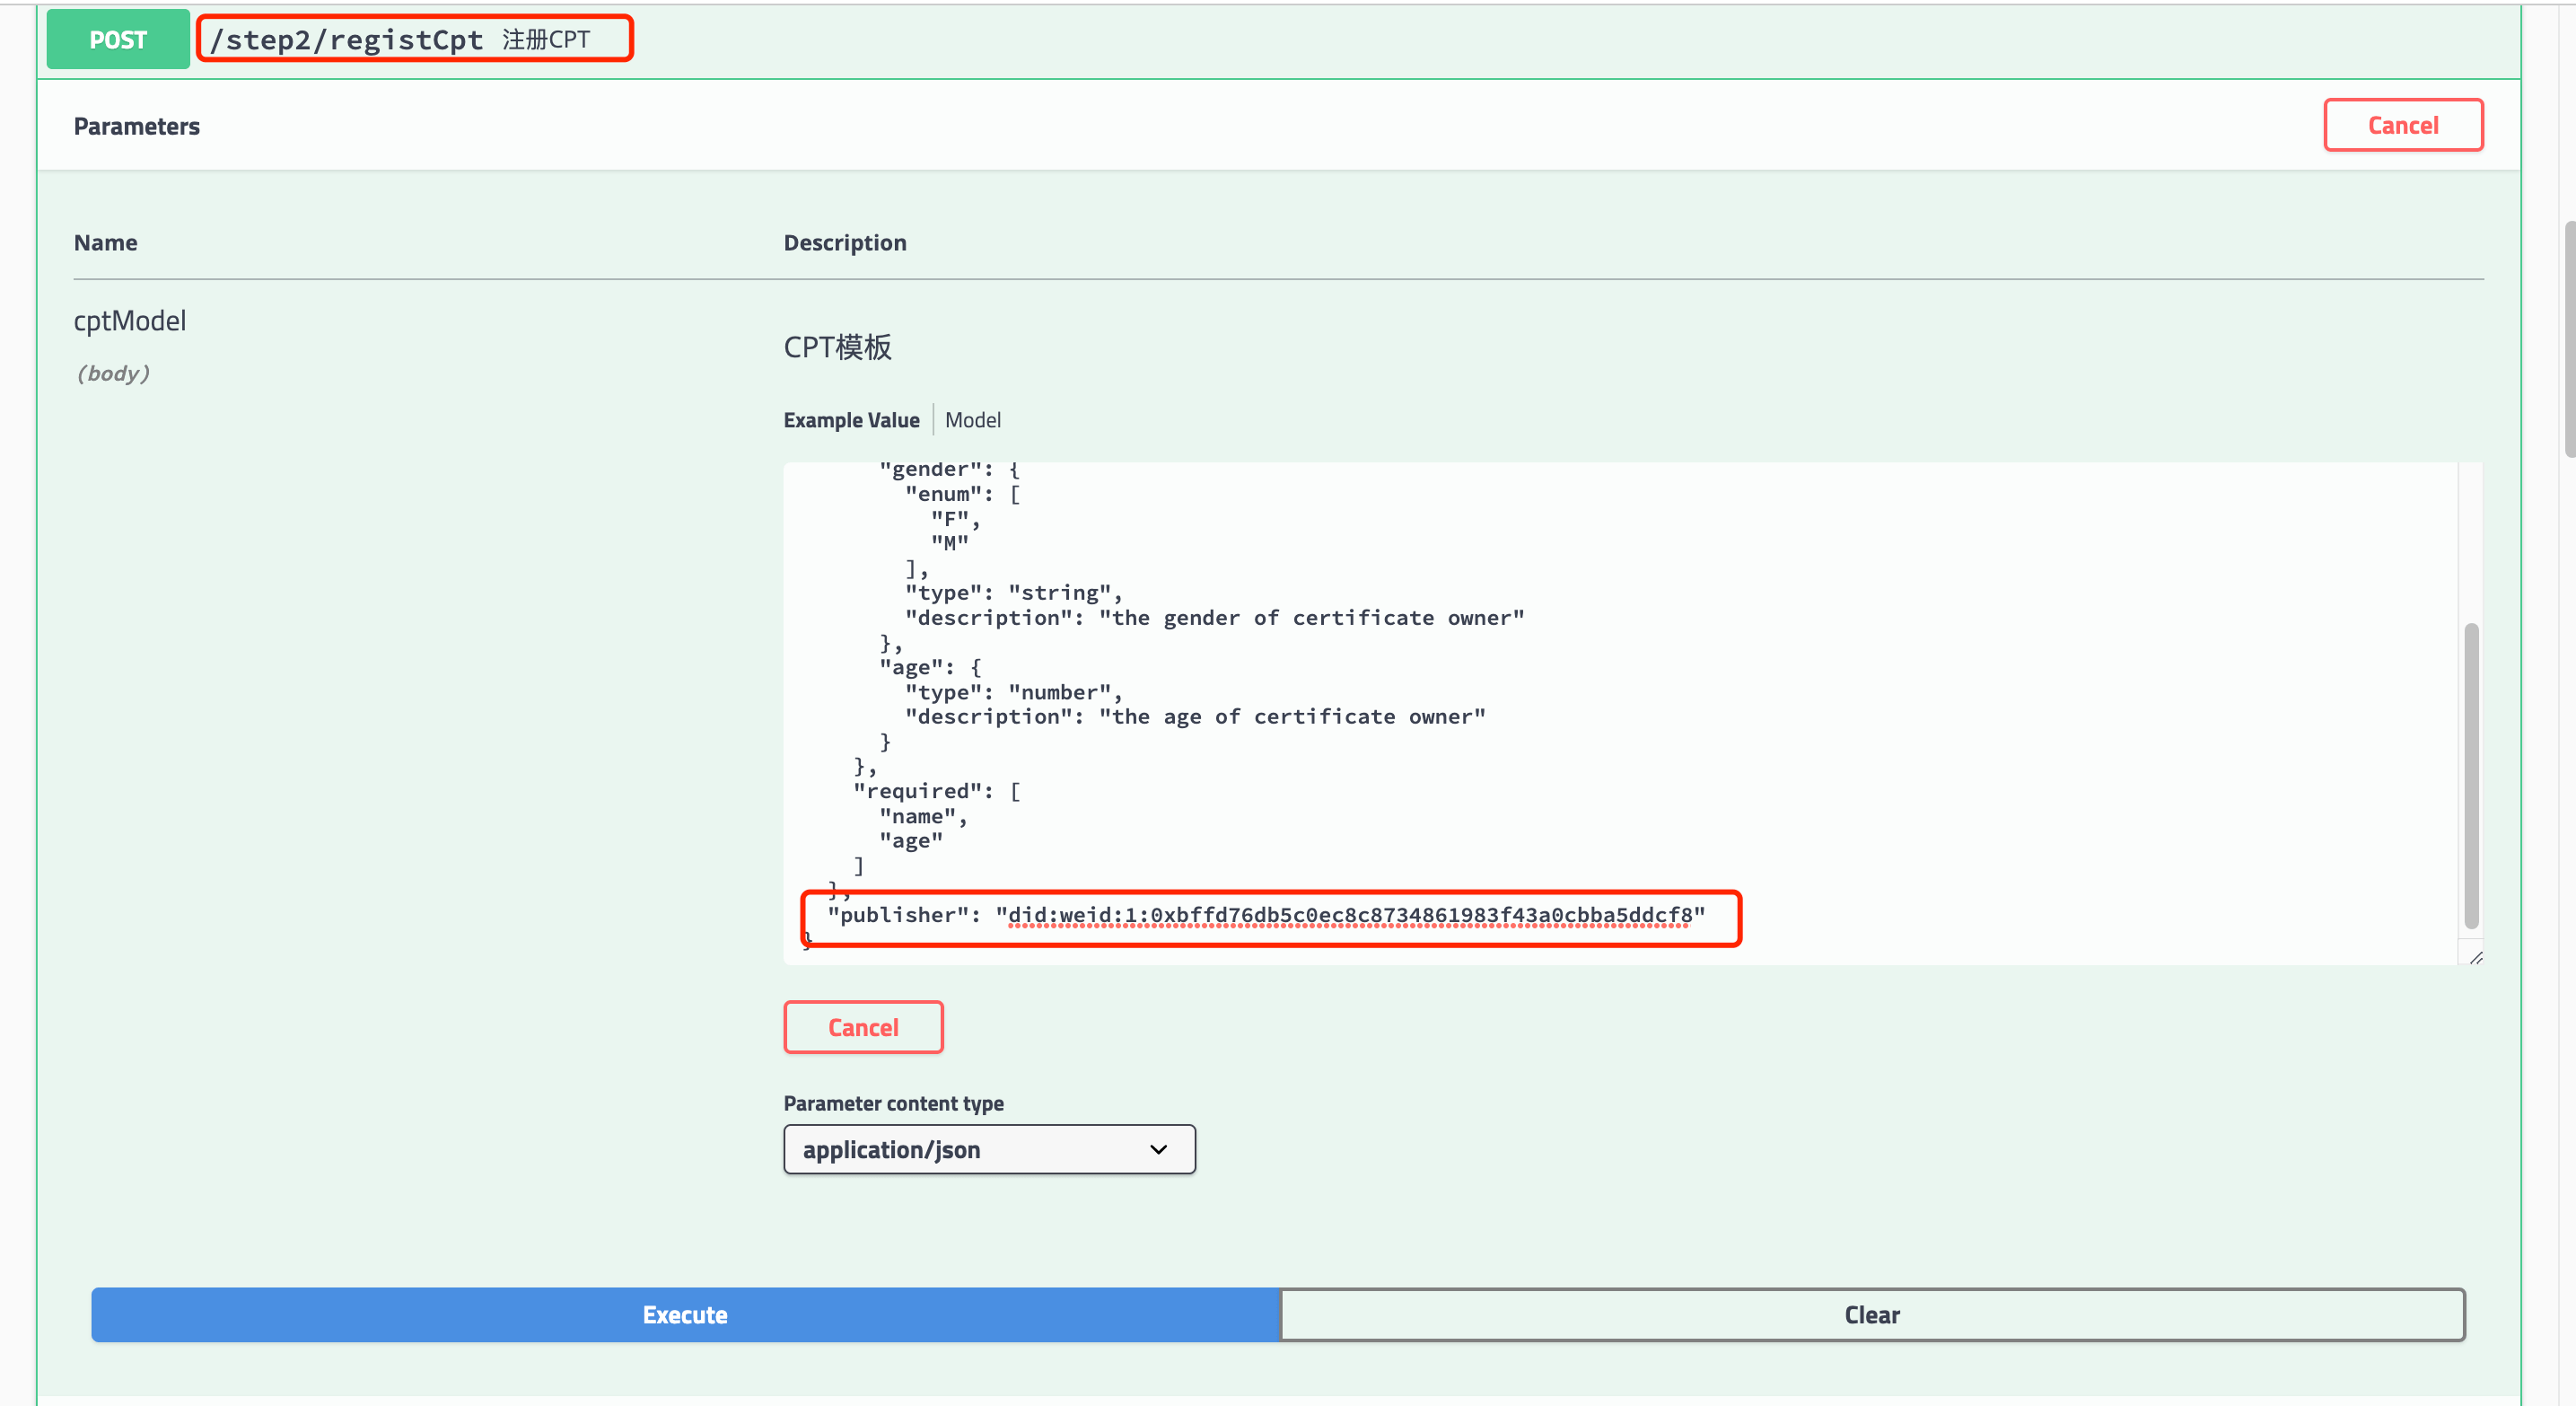 POST /step2/registCpt 注册CPT
Parameters
Cancel
Name Description
cptModel
(body)
CPT模板
Example Value Model
"gender": {
"enum": [
"F",
"M"
],
"type": "string",
"description": "the gender of certificate owner"
},
"age": {
"type": "number",
"description": "the age of certificate owner"
}
},
"required": [
"name",
"age"
]
},
"publisher": "did:weid:1:0xbffd76db5c0ec8c8734861983f43a0cbba5ddcf8"
}
Cancel
Parameter content type
application/json
Execute Clear